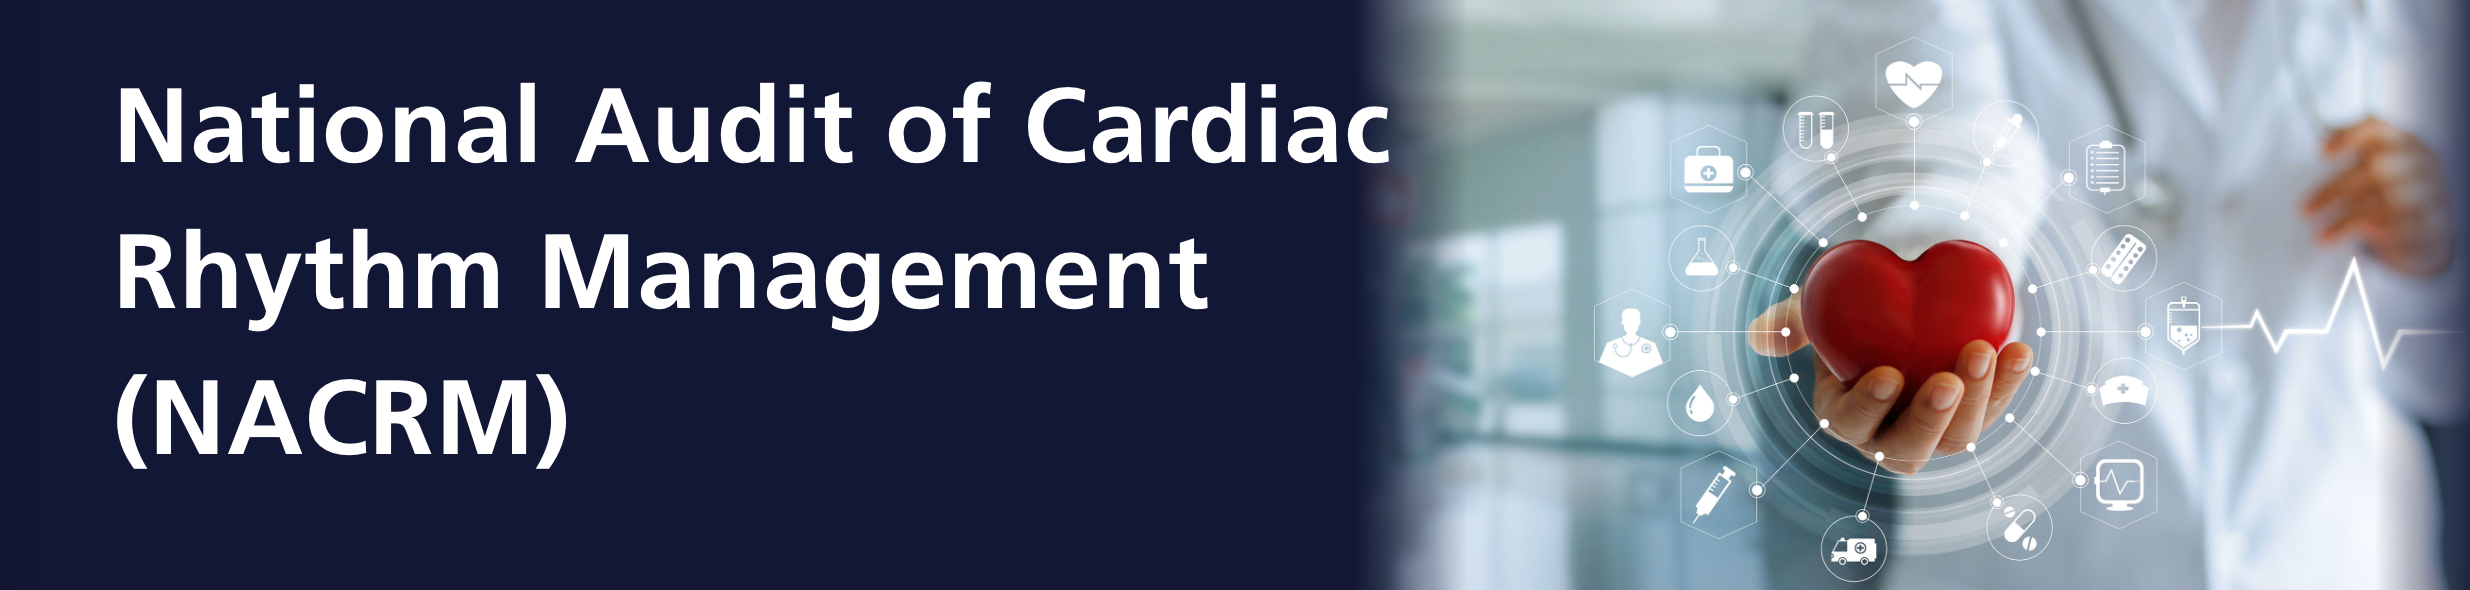 National Audit of Cardiac
Rhythm Management
(NACRM)